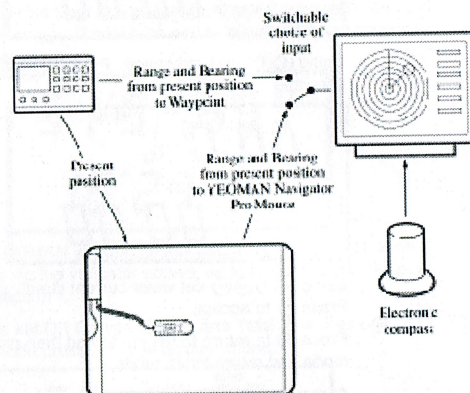 Switchable
choice of
input
Range and Bearing
from present position
to Waypoint
Present
position
Range and Bearing
from present position
to YEOMAN Navigator
Pro Mouse
Electronic
compass